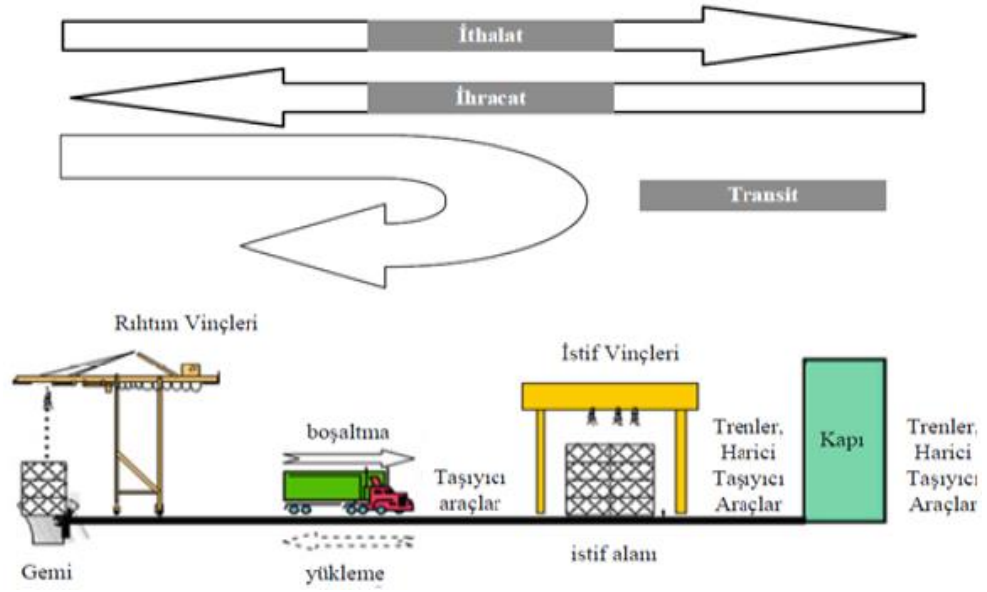 İthalat
İhracat
Transit
Rıhtım Vinçleri
İstif Vinçleri
boşaltma
Taşıyıcı
araçlar
Trenler,
Harici
Taşıyıcı
Araçlar
Kapı
Trenler,
Harici
Taşıyıcı
Araçlar
Gemi
yükleme
istif alanı